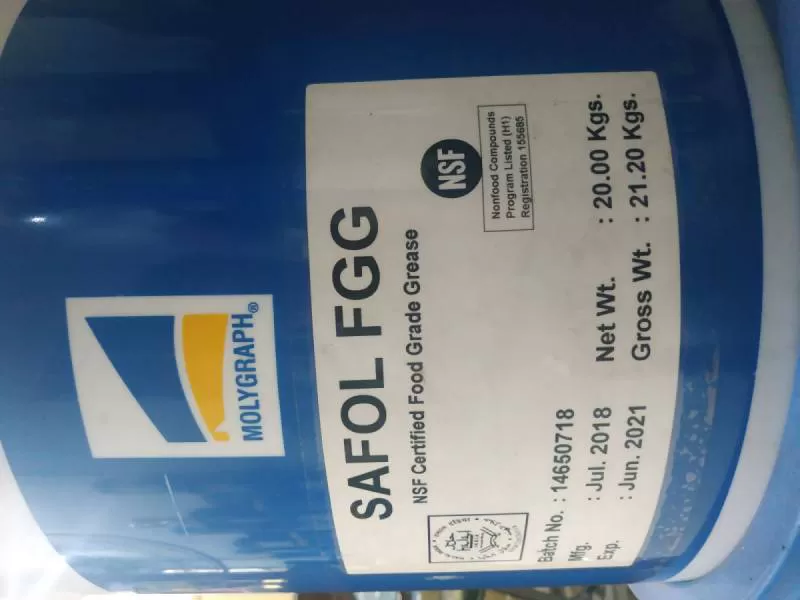 MOLYGRAPH®
SAFOL FGG
NSF Certified Food Grade Grease
NSF
Nonfood Compounds
Program Listed (H1)
Registration 155685
Batch No. : 14650718
Mfg. : Jul. 2018
Exp. : Jun. 2021
Net Wt. : 20.00 Kgs.
Gross Wt. : 21.20 Kgs.